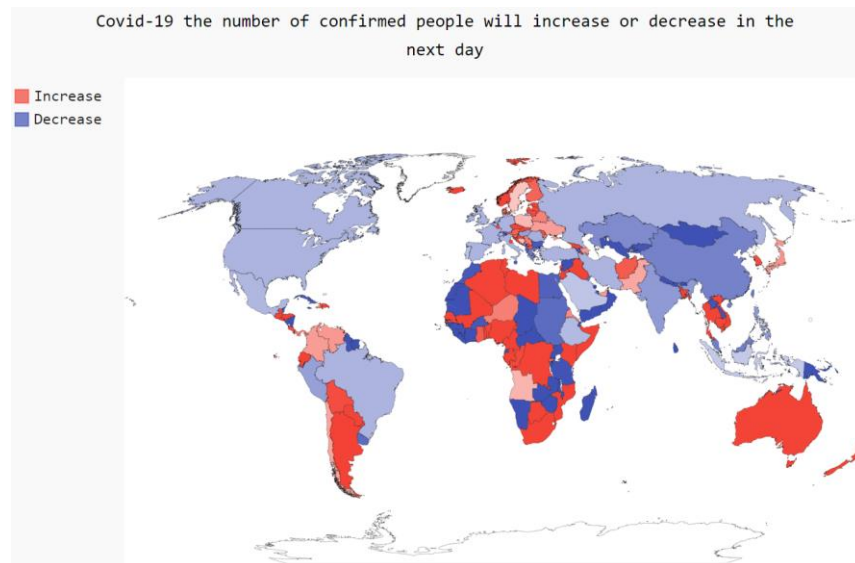 Covid-19 the number of confirmed people will increase or decrease in the
next day
Increase
Decrease